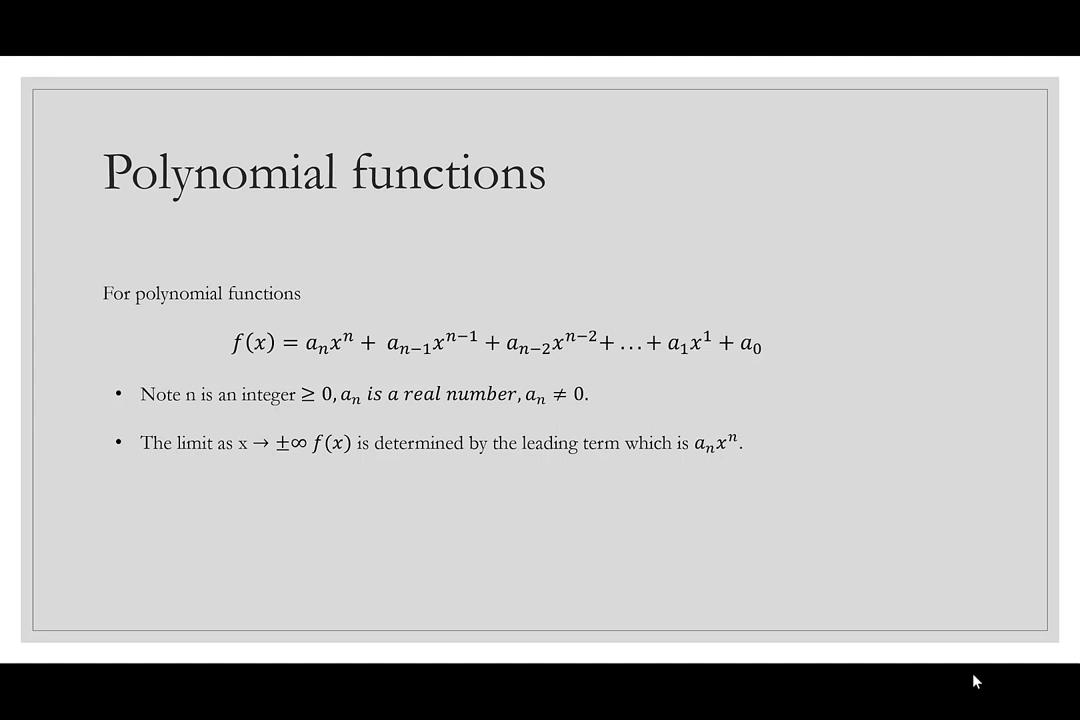 Polynomial functions
For polynomial functions
f(x) = aₙxⁿ + aₙ₋₁xⁿ⁻¹ + aₙ₋₂xⁿ⁻²+ …+ a₁x¹ + a₀
• Note n is an integer ≥ 0, aₙ is a real number, aₙ ≠ 0.
• The limit as x → ±∞ f(x) is determined by the leading term which is aₙxⁿ.